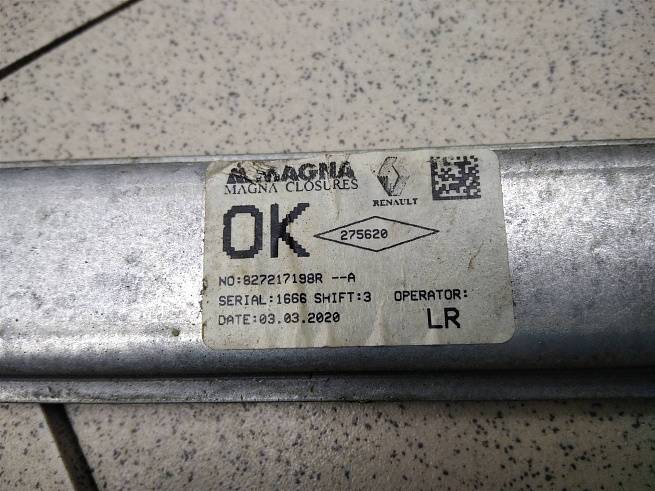 MAGNA
MAGNA CLOSURES
RENAULT
OK
275620
NO:827217198R --A
SERIAL:1666 SHIFT:3 OPERATOR:
DATE:03.03.2020 LR